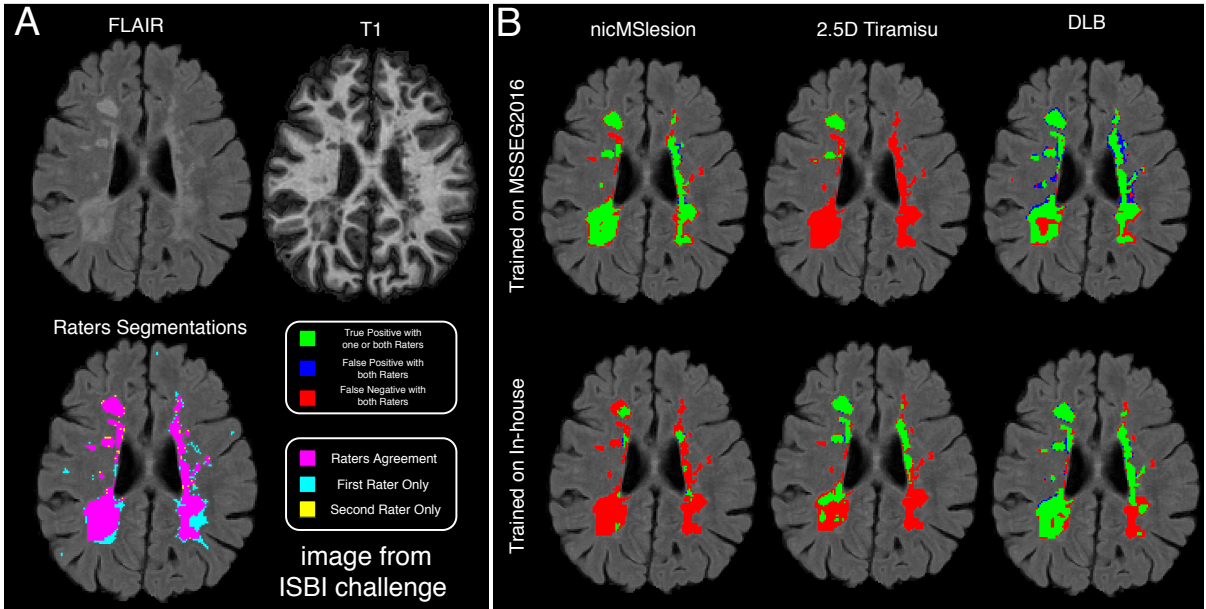 A
FLAIR
T1
Raters Segmentations
True Positive with
one or both Raters
False Positive with
both Raters
False Negative with
both Raters
Raters Agreement
First Rater Only
Second Rater Only
image from
ISBI challenge
B
nicMSlesion
2.5D Tiramisu
DLB
Trained on MSSEG2016
Trained on In-house